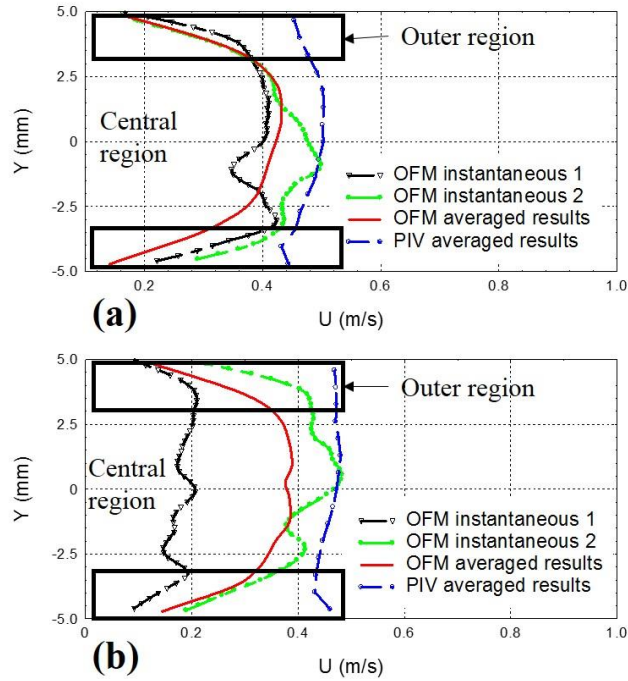 5.0
Outer region
2.5
Central
region
Y (mm)
0
OFM instantaneous 1
OFM instantaneous 2
-2.5
OFM averaged results
PIV averaged results
-5.0
0.2
0.4
0.6
0.8
1.0
(a)
U (m/s)
5.0
Outer region
2.5
Central
region
Y (mm)
0
OFM instantaneous 1
-2.5
OFM instantaneous 2
OFM averaged results
PIV averaged results
-5.0
0
0.2
0.4
0.6
0.8
1.0
(b)
U (m/s)